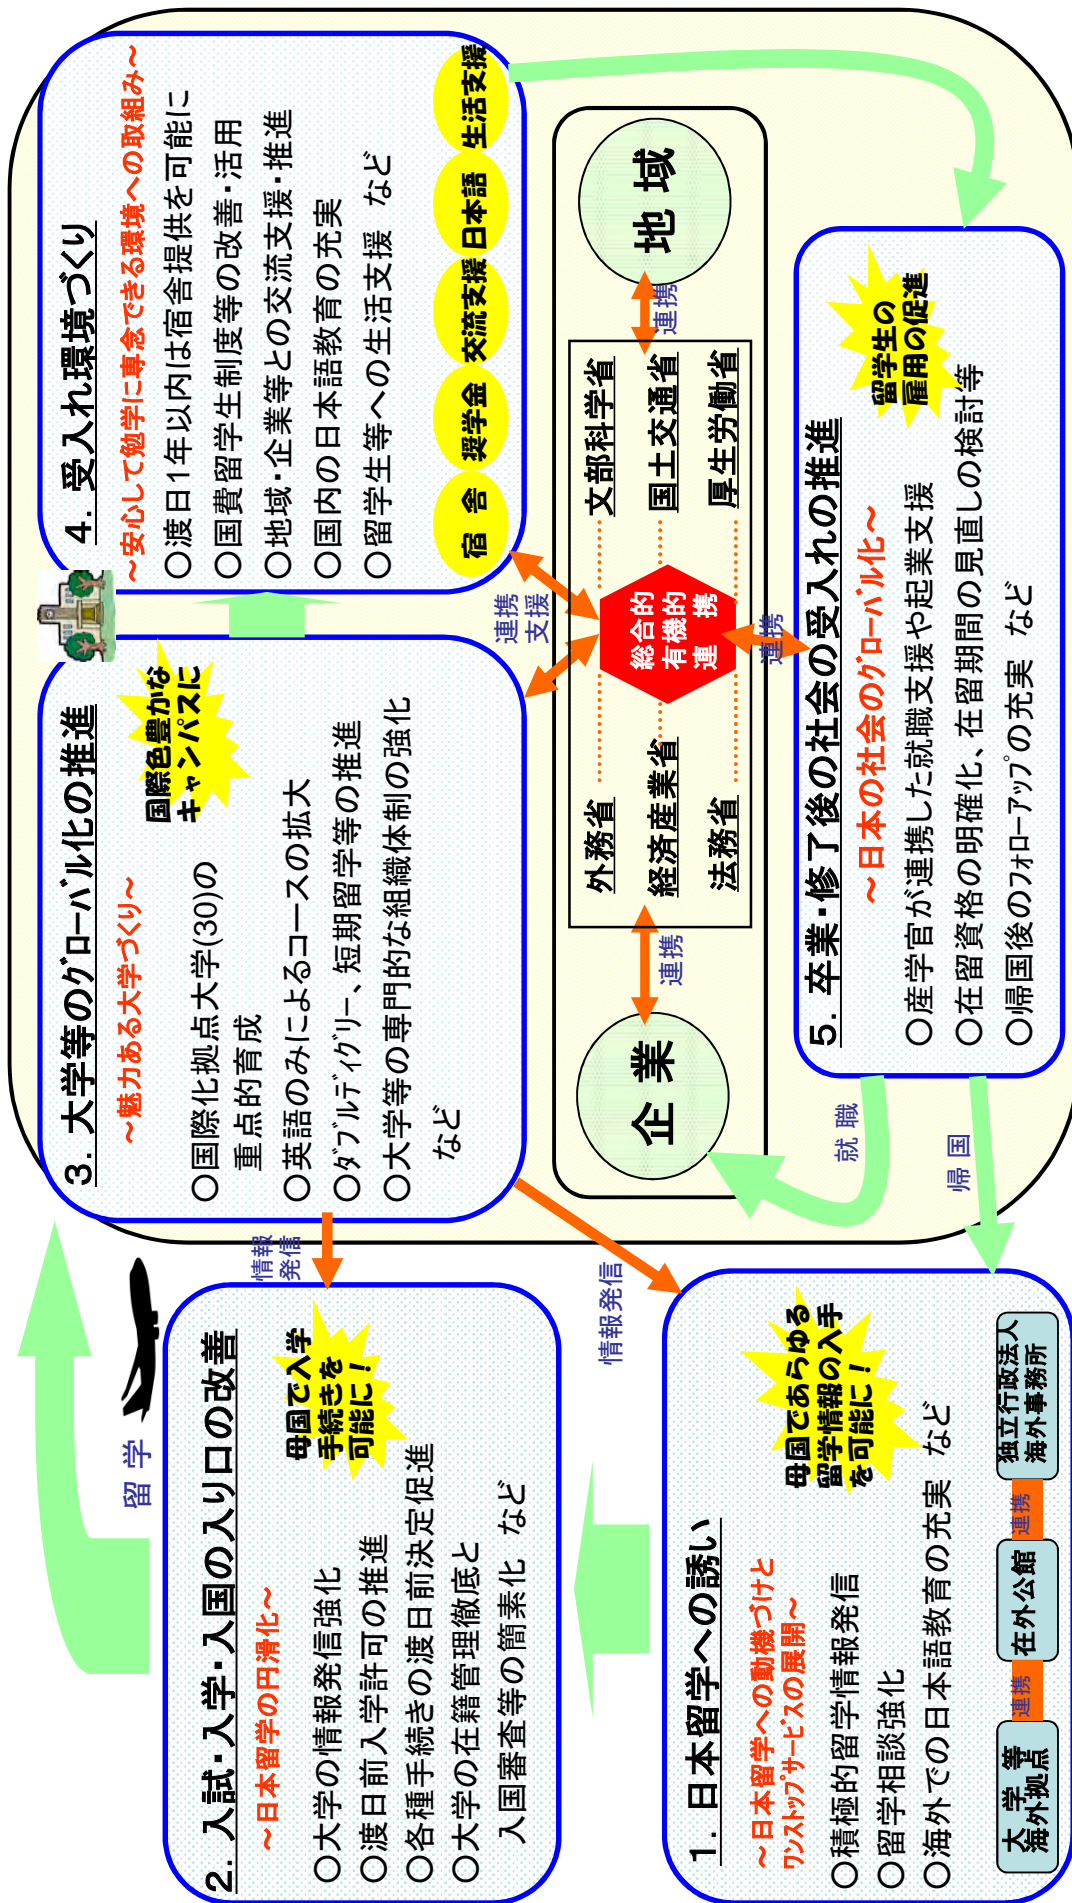 1. 日本留学への誘い
～日本留学への動機づけと
ワンストップサービスの展開～
○積極的留学情報発信
○留学相談強化
○海外での日本語教育の充実 など
母国であらゆる
留学情報の入手
を可能に！
大学等
海外拠点
連携
在外公館
連携
独立行政法人
海外事務所
2. 入試・入学・入国の入り口の改善
～日本留学の円滑化～
○大学の情報発信強化
○渡日前入学許可の推進
○各種手続きの渡日前決定促進
○大学の在籍管理徹底と
入国審査等の簡素化 など
母国で入学
手続きを
可能に！
留学
情報
発信
情報発信
3. 大学等のグローバル化の推進
～魅力ある大学づくり～
○国際化拠点大学(30)の
重点的育成
○英語のみによるコースの拡大
○ダブルディグリー、短期留学等の推進
○大学等の専門的な組織体制の強化
など
国際色豊かな
キャンパスに
4. 受入れ環境づくり
～安心して勉学に専念できる環境への取組み～
○渡日1年以内は宿舎提供を可能に
○国費留学生制度等の改善・活用
○地域・企業等との交流支援・推進
○国内の日本語教育の充実
○留学生等への生活支援 など
宿舎
奨学金
交流支援
日本語
生活支援
連携
支援
企業
連携
外務省
経済産業省
法務省
総合的
有機的
連携
文部科学省
国土交通省
厚生労働省
連携
地域
連携
5. 卒業・修了後の社会の受入れの推進
～日本の社会のグローバル化～
○産学官が連携した就職支援や起業支援
○在留資格の明確化、在留期間の見直しの検討等
○帰国後のフォローアップの充実 など
留学生の
雇用の促進
就職
帰国